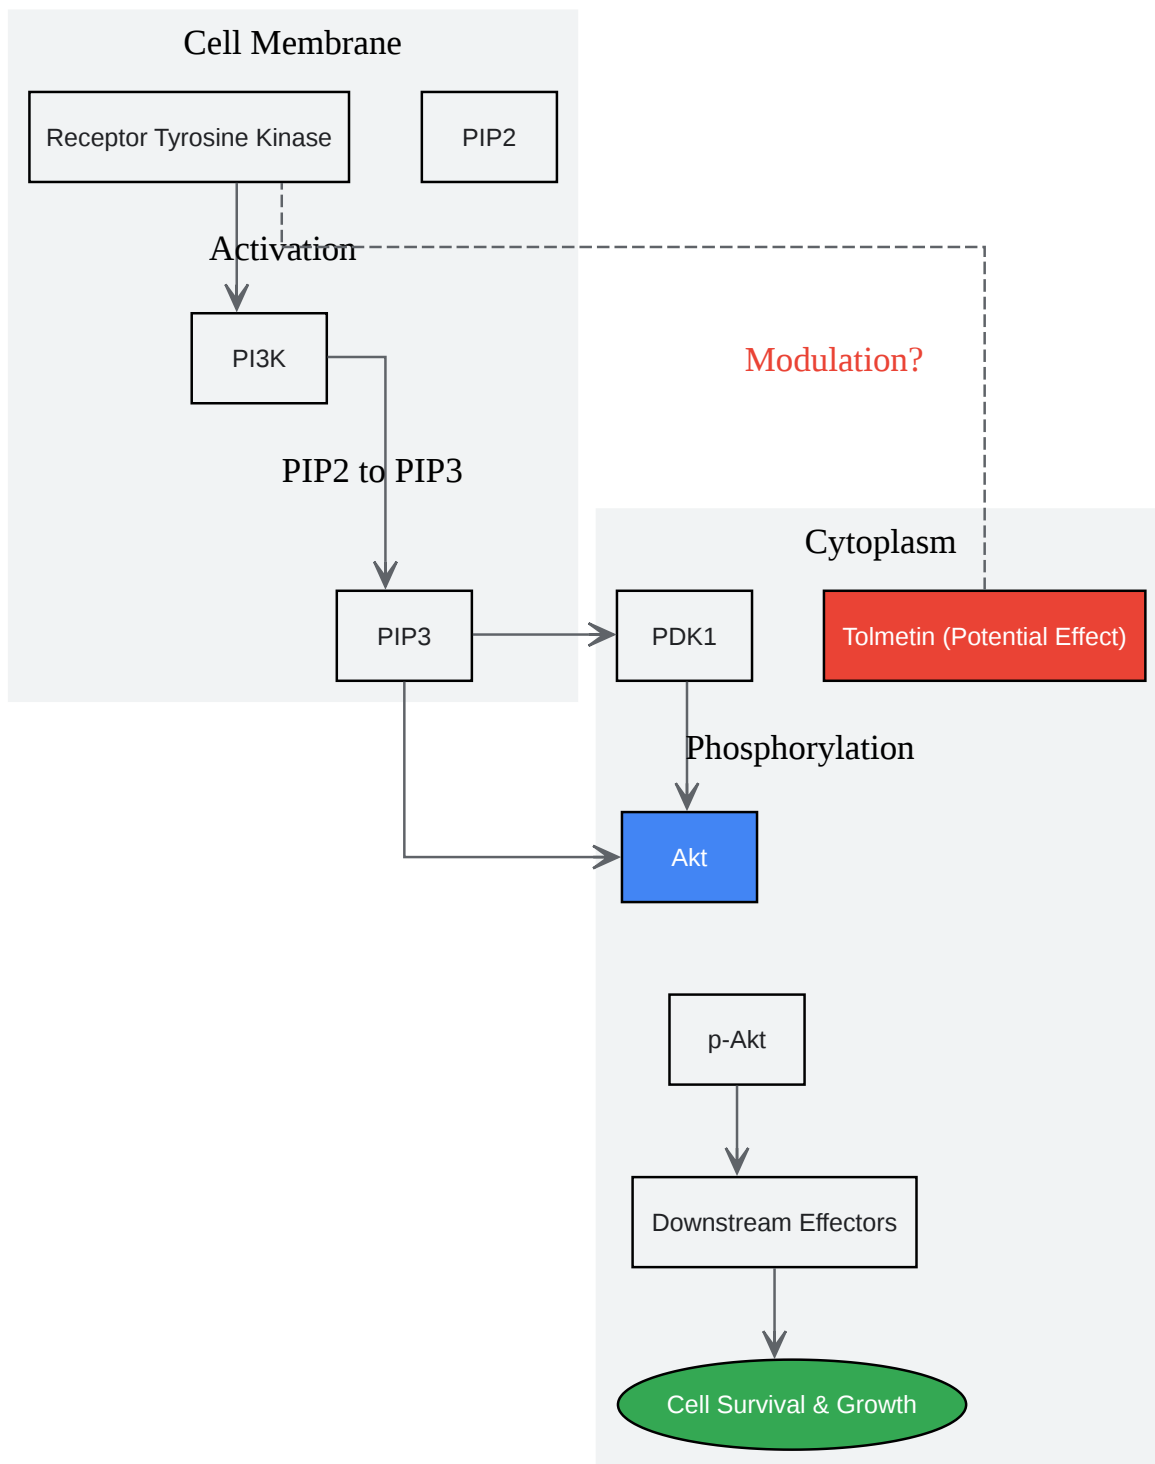 Cell Membrane
Receptor Tyrosine Kinase
PIP2
Activation
PI3K
Modulation?
PIP2 to PIP3
Cytoplasm
PIP3
PDK1
Tolmetin (Potential Effect)
Phosphorylation
Akt
p-Akt
Downstream Effectors
Cell Survival & Growth